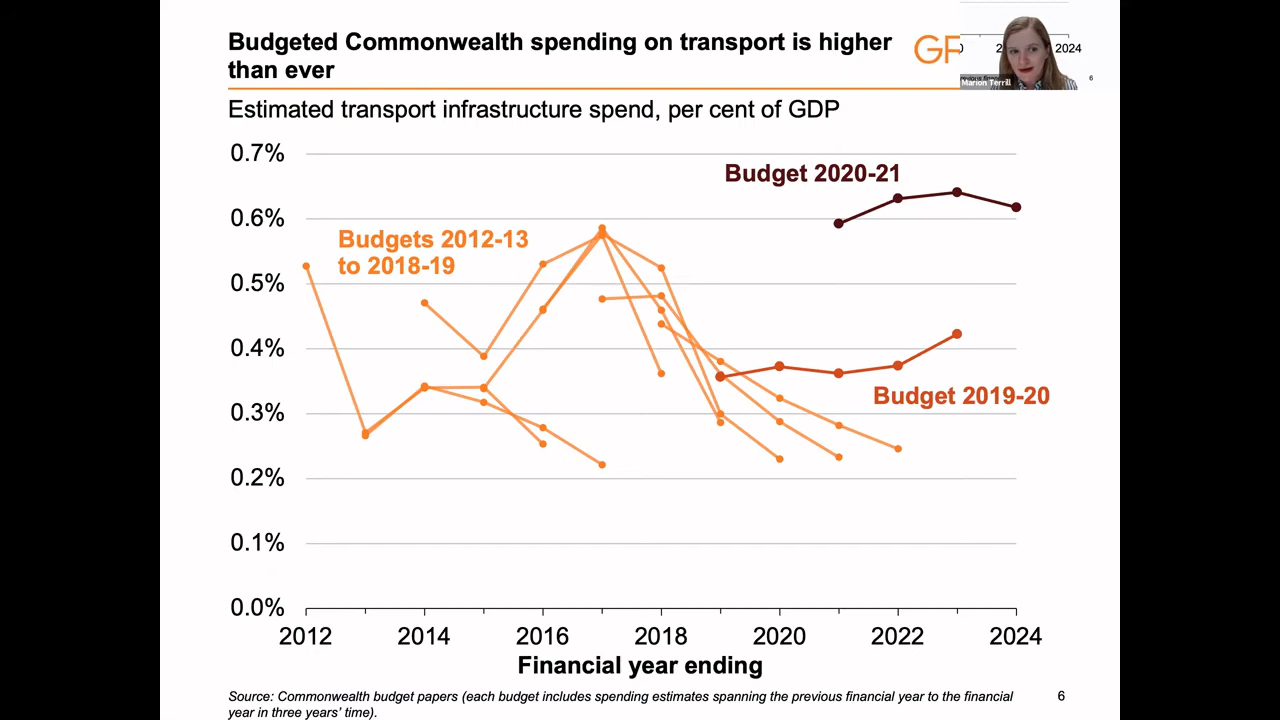 Budgeted Commonwealth spending on transport is higher
than ever
GF
2024
Marion Terrill
6
Estimated transport infrastructure spend, per cent of GDP
0.7%
Budget 2020-21
0.6%
Budgets 2012-13
to 2018-19
0.5%
0.4%
Budget 2019-20
0.3%
0.2%
0.1%
0.0%
2012 2014 2016 2018 2020 2022 2024
Financial year ending
Source: Commonwealth budget papers (each budget includes spending estimates spanning the previous financial year to the financial
year in three years' time).
6